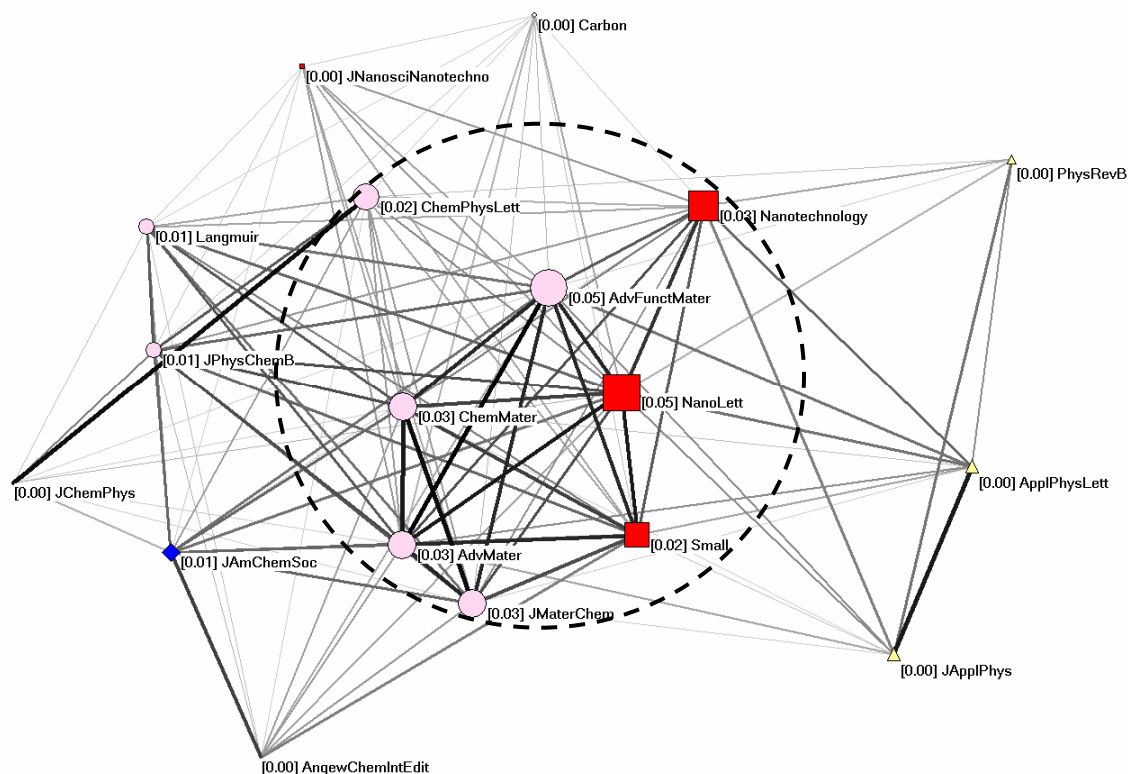 [0.00] Carbon
[0.00] JNanosciNanotechno
[0.00] PhysRevB
[0.02] ChemPhysLett
[0.03] Nanotechnology
[0.01] Langmuir
[0.05] AdvFunctMater
[0.01] JPhysChemB
[0.05] NanoLett
[0.03] ChemMater
[0.00] JChemPhys
[0.00] ApplPhysLett
[0.02] Small
[0.03] AdvMater
[0.01] JAmChemSoc
[0.03] JMaterChem
[0.00] JApplPhys
[0.00] AngewChemIntEdit